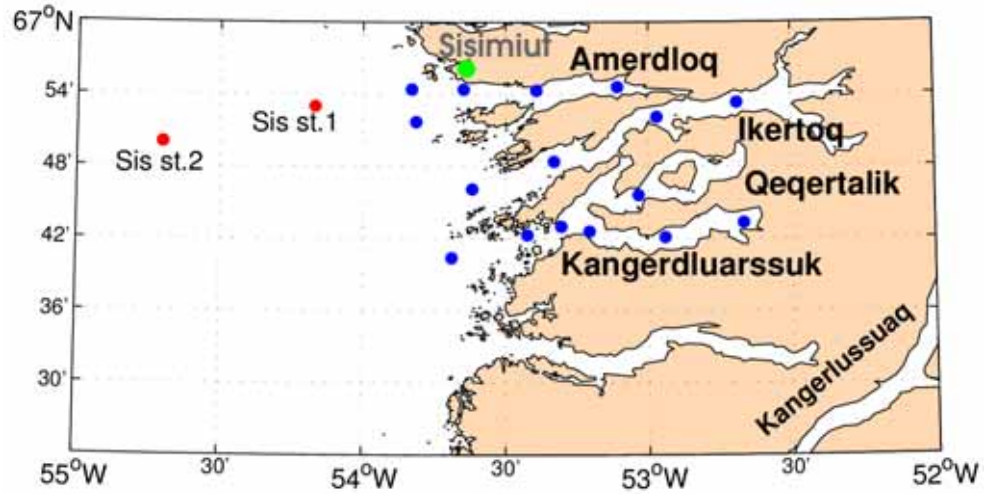 67°N
Sisimiut
Amerdloq
54'
Sis st.1
Ikertoq
Sis st.2
48'
Qeqertalik
42'
Kangerdluarssuk
36'
Kangerlussuaq
30'
55°W
30'
54°W
30'
53°W
30'
52°W